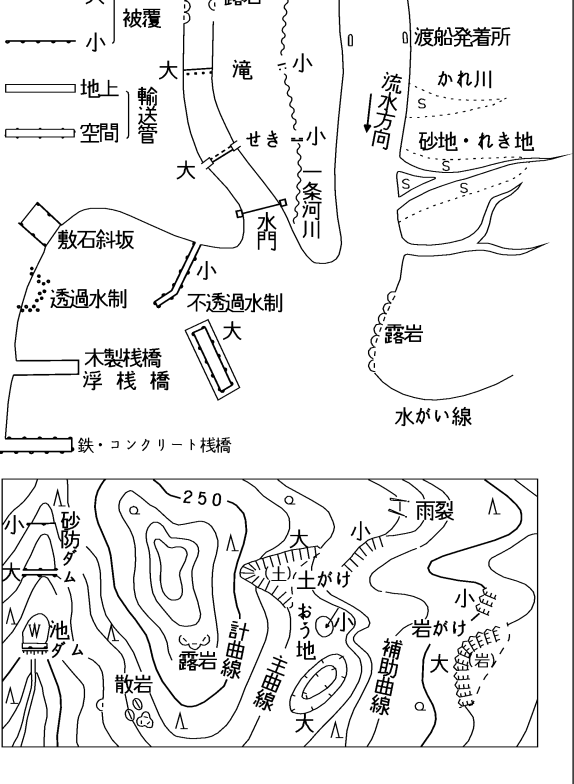 大
露岩
被覆
小
渡船発着所
大
滝
小
かれ川
地上
輸送管
流水方向
S
空間
せき
小
砂地・れき地
大
S
一条河川
S
S
水門
敷石斜坂
小
透過水制
不透過水制
大
露岩
木製桟橋
浮桟橋
水がい線
鉄・コンクリート桟橋
250
小
砂防ダム
大
小
雨裂
大
(土)
土がけ
小
W
池
ダム
計曲線
おう地
小
岩がけ
露岩
主曲線
補助曲線
大
(岩)
散岩
大